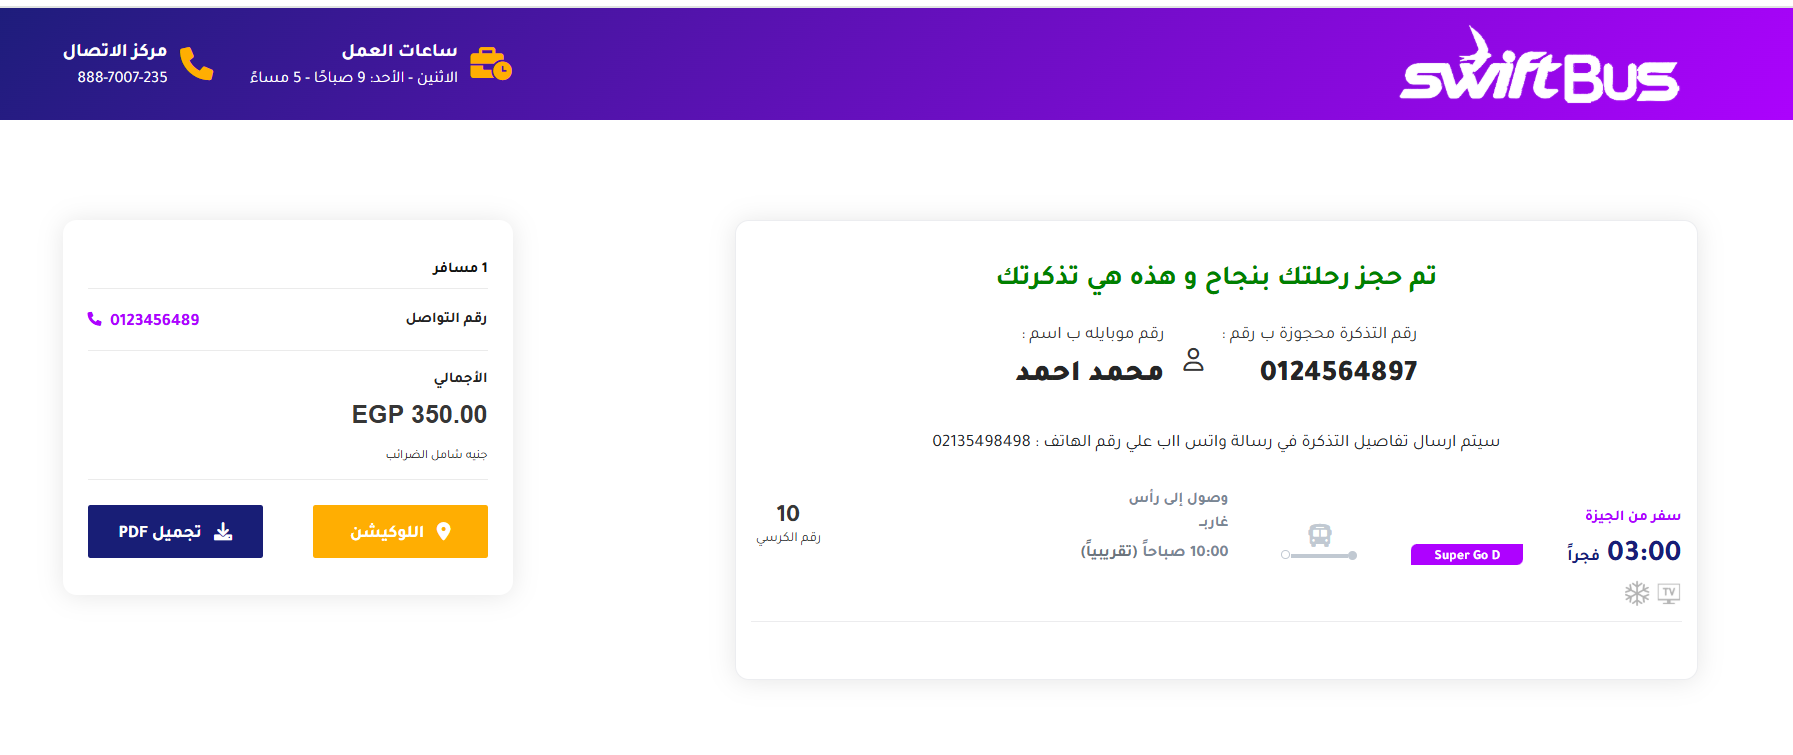 swiftBus
ساعات العمل
الاثنين - الأحد: 9 صباحًا - 5 مساءً
مركز الاتصال
888-7007-235
تم حجز رحلتك بنجاح و هذه هي تذكرتك
رقم التذكرة محجوزة ب رقم :
0124564897
رقم موبايله ب اسم :
محمد احمد
سيتم ارسال تفاصيل التذكرة في رسالة واتس ااب علي رقم الهاتف : 02135498498
سفر من الجيزة
03:00 فجراً
TV
Super Go D
وصول إلى رأس
غاربـ
10:00 صباحاً (تقريبياً)
10
رقم الكرسي
1 مسافر
رقم التواصل
0123456489
الأجمالي
EGP 350.00
جنيه شامل الضرائب
اللوكيشن
تجميل PDF